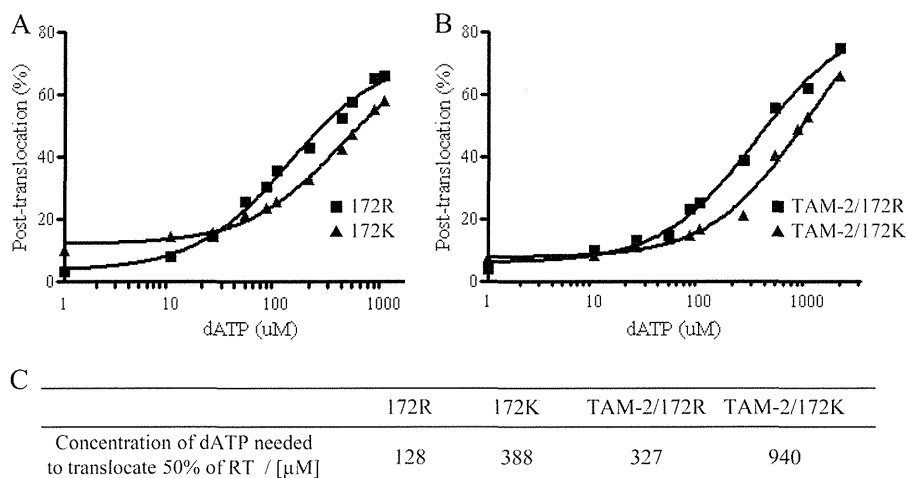 A
Post-translocation (%)
80
60
40
20
0
1
10
100
1000
dATP (uM)
172R
172K
B
Post-translocation (%)
80
60
40
20
0
1
10
100
1000
dATP (uM)
TAM-2/172R
TAM-2/172K
C
172R 172K TAM-2/172R TAM-2/172K
Concentration of dATP needed
to translocate 50% of RT / [µM] 128 388 327 940